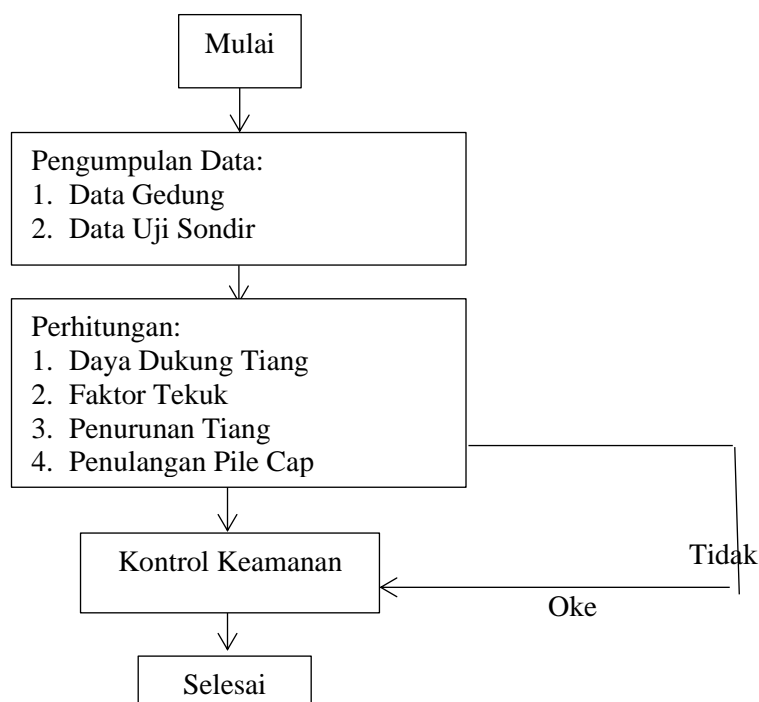 Mulai
Pengumpulan Data:
1. Data Gedung
2. Data Uji Sondir
Perhitungan:
1. Daya Dukung Tiang
2. Faktor Tekuk
3. Penurunan Tiang
4. Penulangan Pile Cap
Kontrol Keamanan
Tidak
Oke
Selesai